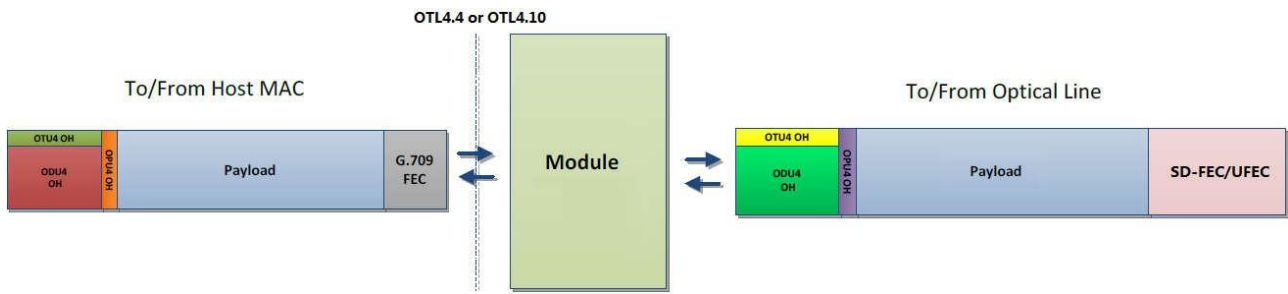 OTL4.4 or OTL4.10
To/From Host MAC
OTU4 OH
ODU4
OH
OPU4 OH
Payload
G.709
FEC
Module
To/From Optical Line
OTU4 OH
ODU4
OH
OPU4 OH
Payload
SD-FEC/UFEC